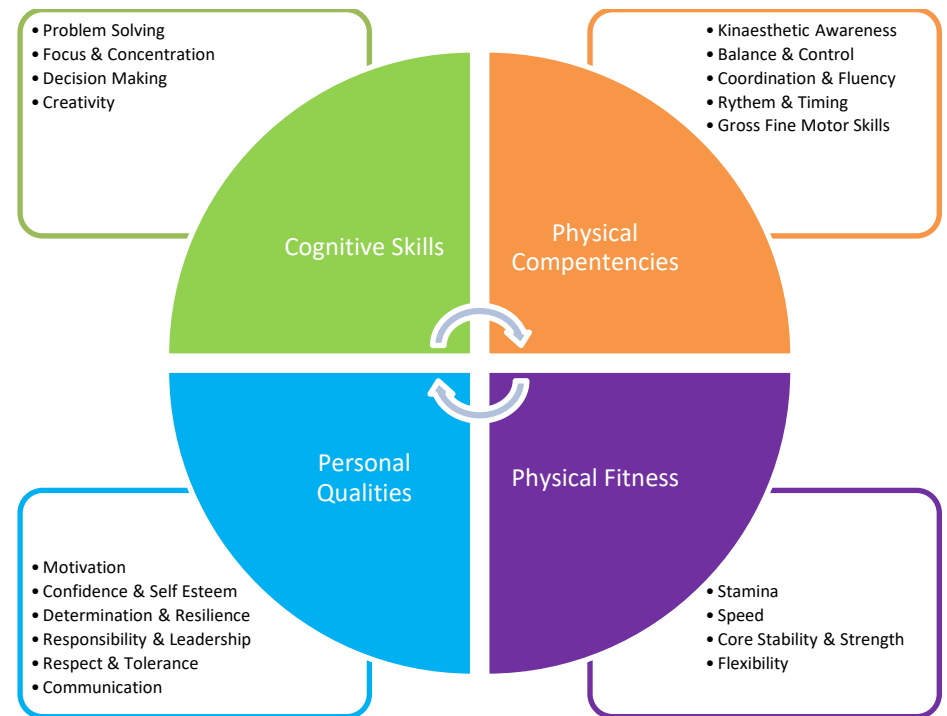 • Problem Solving
• Focus & Concentration
• Decision Making
• Creativity
• Kinaesthetic Awareness
• Balance & Control
• Coordination & Fluency
• Rythem & Timing
• Gross Fine Motor Skills
Cognitive Skills
Physical
Compentencies
Personal
Qualities
Physical Fitness
• Motivation
• Confidence & Self Esteem
• Determination & Resilience
• Responsibility & Leadership
• Respect & Tolerance
• Communication
• Stamina
• Speed
• Core Stability & Strength
• Flexibility